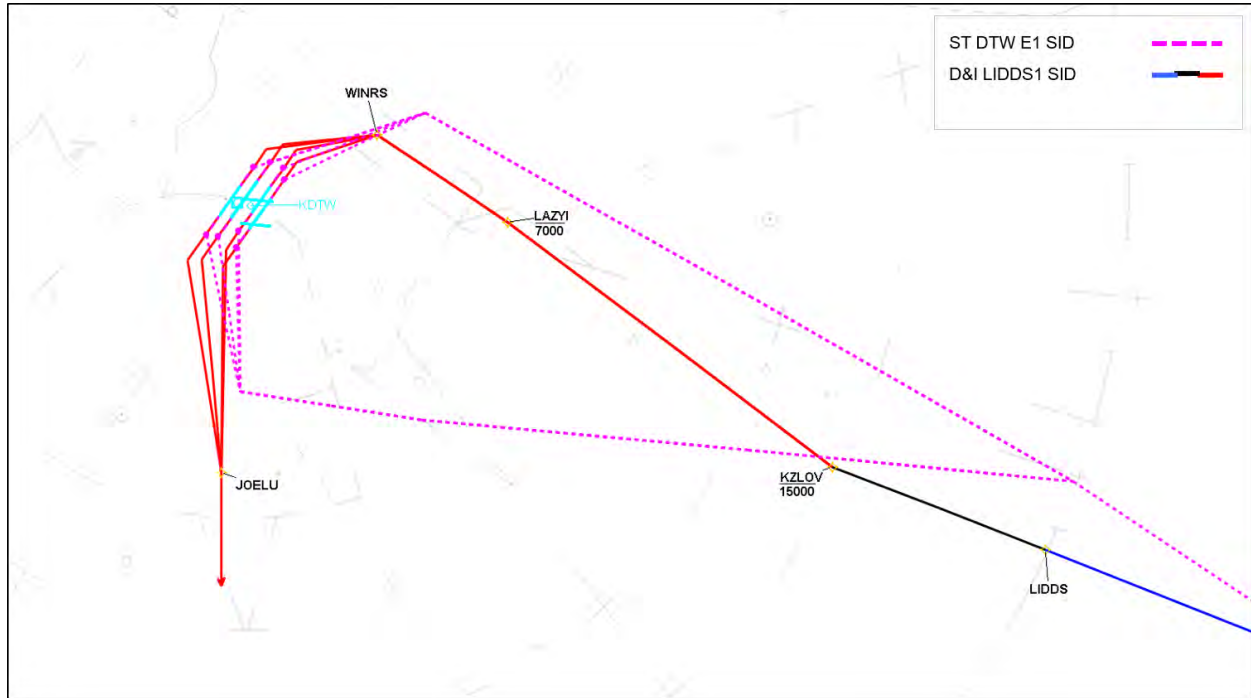 ST DTW E1 SID
D&I LIDDS1 SID
WINRS
KDTW
LAZYI
7000
JOELU
KZLOV
15000
LIDDS